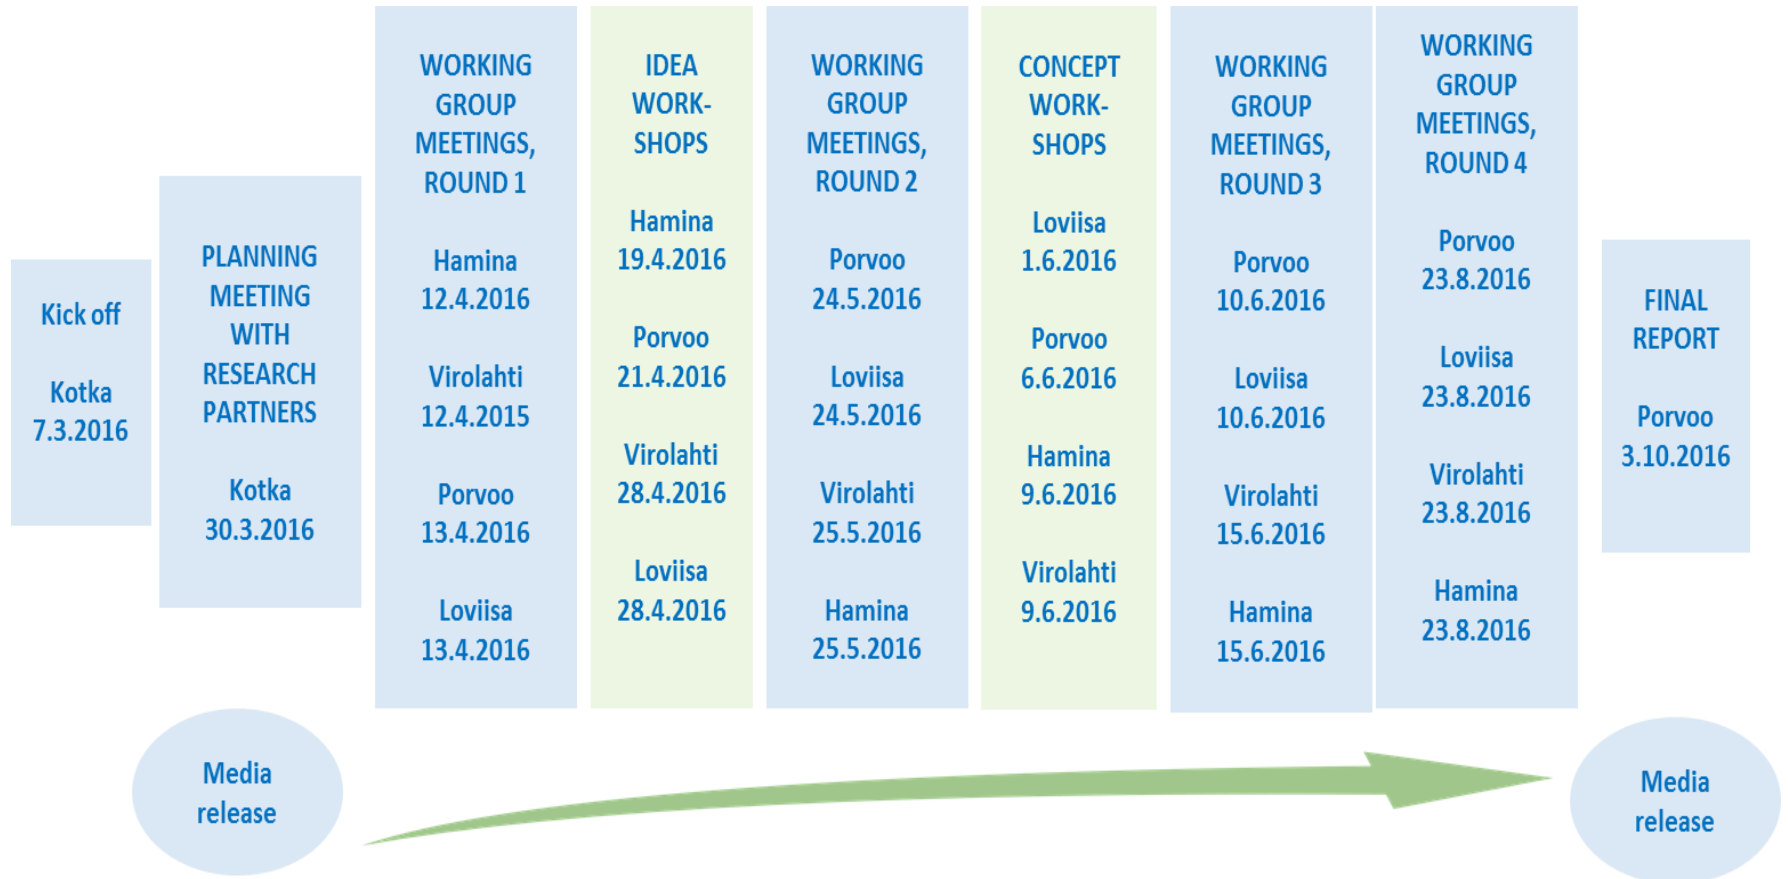 Kick off
Kotka
7.3.2016
PLANNING
MEETING
WITH
RESEARCH
PARTNERS
Kotka
30.3.2016
WORKING
GROUP
MEETINGS,
ROUND 1
Hamina
12.4.2016
Virolahti
12.4.2015
Porvoo
13.4.2016
Loviisa
13.4.2016
IDEA
WORK-
SHOPS
Hamina
19.4.2016
Porvoo
21.4.2016
Virolahti
28.4.2016
Loviisa
28.4.2016
WORKING
GROUP
MEETINGS,
ROUND 2
Porvoo
24.5.2016
Loviisa
24.5.2016
Virolahti
25.5.2016
Hamina
25.5.2016
CONCEPT
WORK-
SHOPS
Loviisa
1.6.2016
Porvoo
6.6.2016
Hamina
9.6.2016
Virolahti
9.6.2016
WORKING
GROUP
MEETINGS,
ROUND 3
Porvoo
10.6.2016
Loviisa
10.6.2016
Virolahti
15.6.2016
Hamina
15.6.2016
WORKING
GROUP
MEETINGS,
ROUND 4
Porvoo
23.8.2016
Loviisa
23.8.2016
Virolahti
23.8.2016
Hamina
23.8.2016
FINAL
REPORT
Porvoo
3.10.2016
Media
release
Media
release